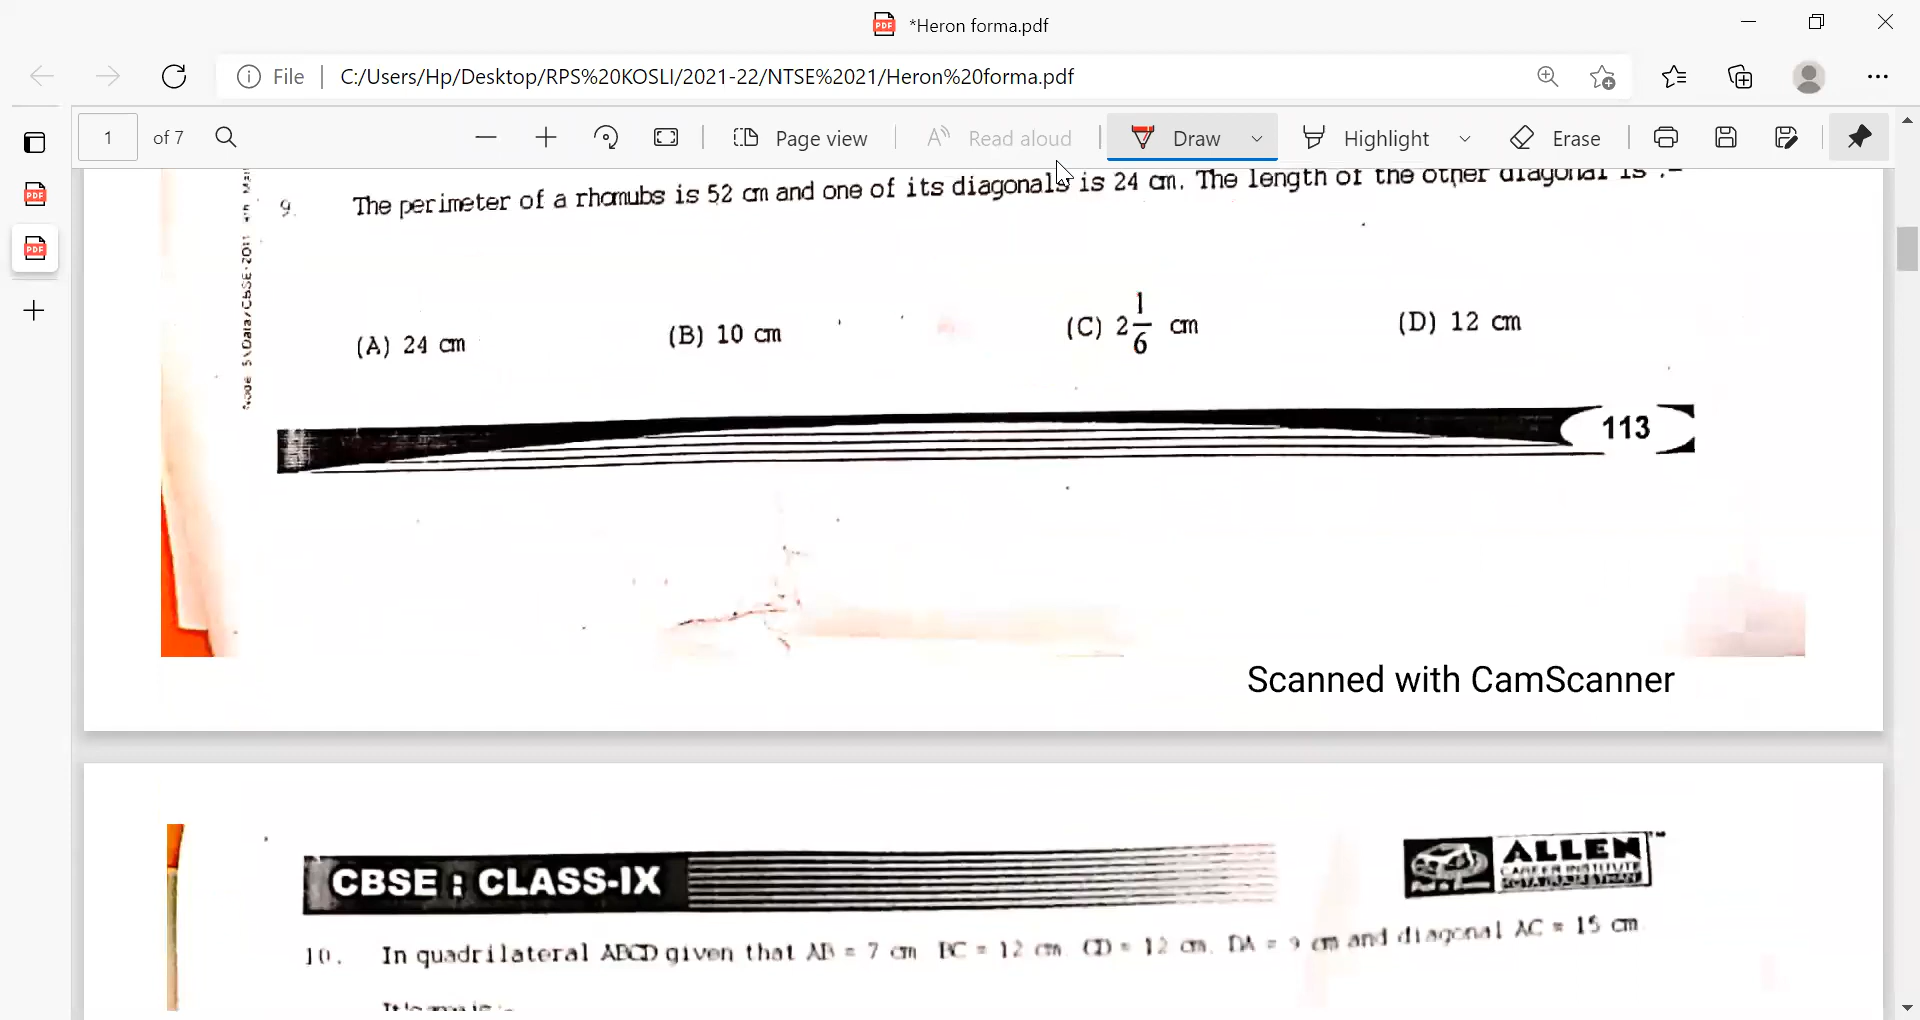 *Heron forma.pdf
File C:/Users/Hp/Desktop/RPS%20KOSLI/2021-22/NTSE%2021/Heron%20forma.pdf
1 of 7 Page view Read aloud Draw Highlight Erase
9. The perimeter of a rhomubs is 52 cm and one of its diagonals is 24 cm. The length of the other diagonal is :-
(A) 24 cm (B) 10 cm (C) 2 1/6 cm (D) 12 cm
113
Scanned with CamScanner
CBSE : CLASS-IX
ALLEN
CAREER INSTITUTE
10. In quadrilateral ABCD given that AB = 7 cm BC = 12 cm, CD = 12 cm, DA = 9 cm and diagonal AC = 15 cm